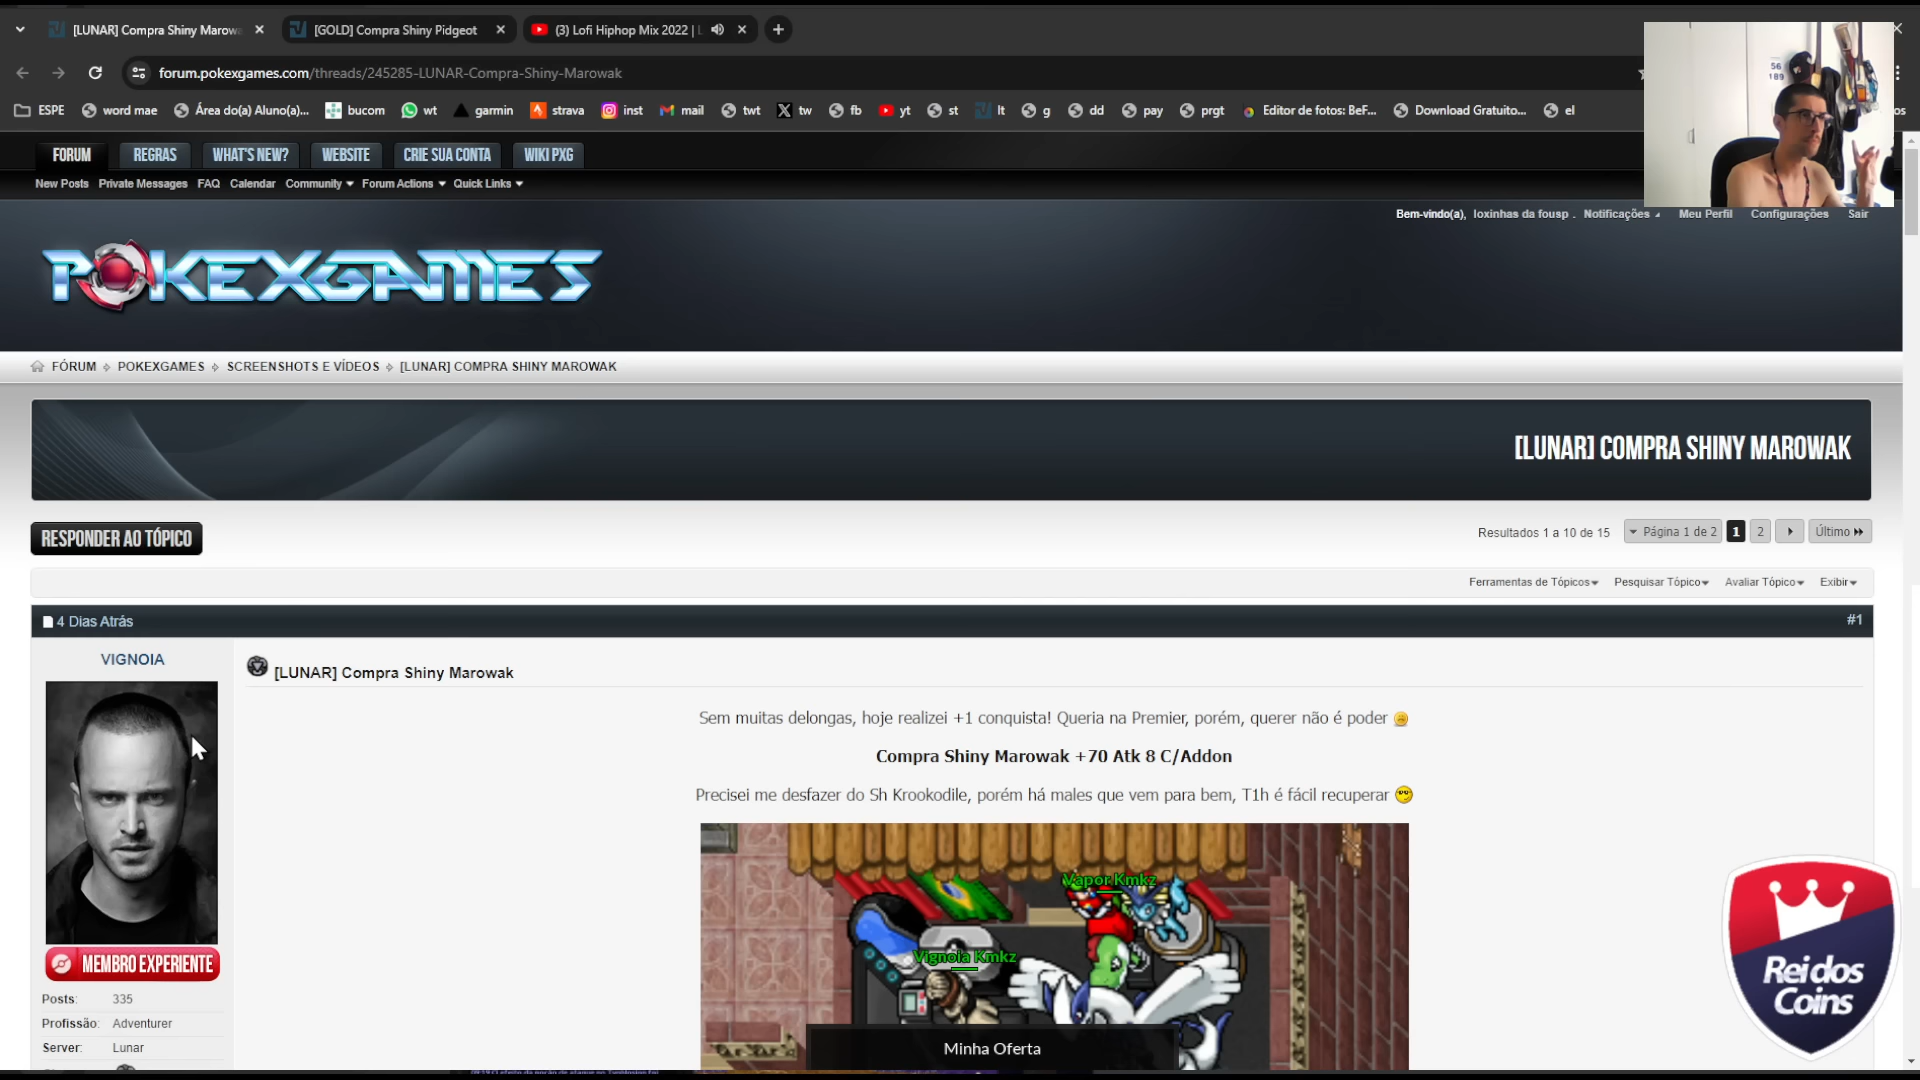 [LUNAR] Compra Shiny Marow
[GOLD] Compra Shiny Pidgeot
(3) Lofi Hiphop Mix 2022 |
forum.pokexgames.com/threads/245285-LUNAR-Compra-Shiny-Marowak
ESPE
word mae
Área do(a) Aluno(a)...
bucom
wt
garmin
strava
inst
mail
twt
tw
fb
yt
st
lt
g
dd
pay
prgt
Editor de fotos: BeF...
Download Gratuito...
el
os
56
189
FORUM
REGRAS
WHAT'S NEW?
WEBSITE
CRIE SUA CONTA
WIKI PXG
New Posts
Private Messages
FAQ
Calendar
Community
Forum Actions
Quick Links
Bem-vindo(a), loxinhas da fousp .
Notificações
Meu Perfil
Configurações
Sair
POKEXGAMES
FÓRUM
POKEXGAMES
SCREENSHOTS E VÍDEOS
[LUNAR] COMPRA SHINY MAROWAK
[LUNAR] COMPRA SHINY MAROWAK
RESPONDER AO TÓPICO
Resultados 1 a 10 de 15
Página 1 de 2
1
2
Último
Ferramentas de Tópicos
Pesquisar Tópico
Avaliar Tópico
Exibir
4 Dias Atrás
#1
VIGNOIA
[LUNAR] Compra Shiny Marowak
Sem muitas delongas, hoje realizei +1 conquista! Queria na Premier, porém, querer não é poder
Compra Shiny Marowak +70 Atk 8 C/Addon
Precisei me desfazer do Sh Krookodile, porém há males que vem para bem, T1h é fácil recuperar
Vapor Kmkz
Vignoia Kmkz
MEMBRO EXPERIENTE
Posts: 335
Profissão: Adventurer
Server: Lunar
Minha Oferta
Rei dos
Coins